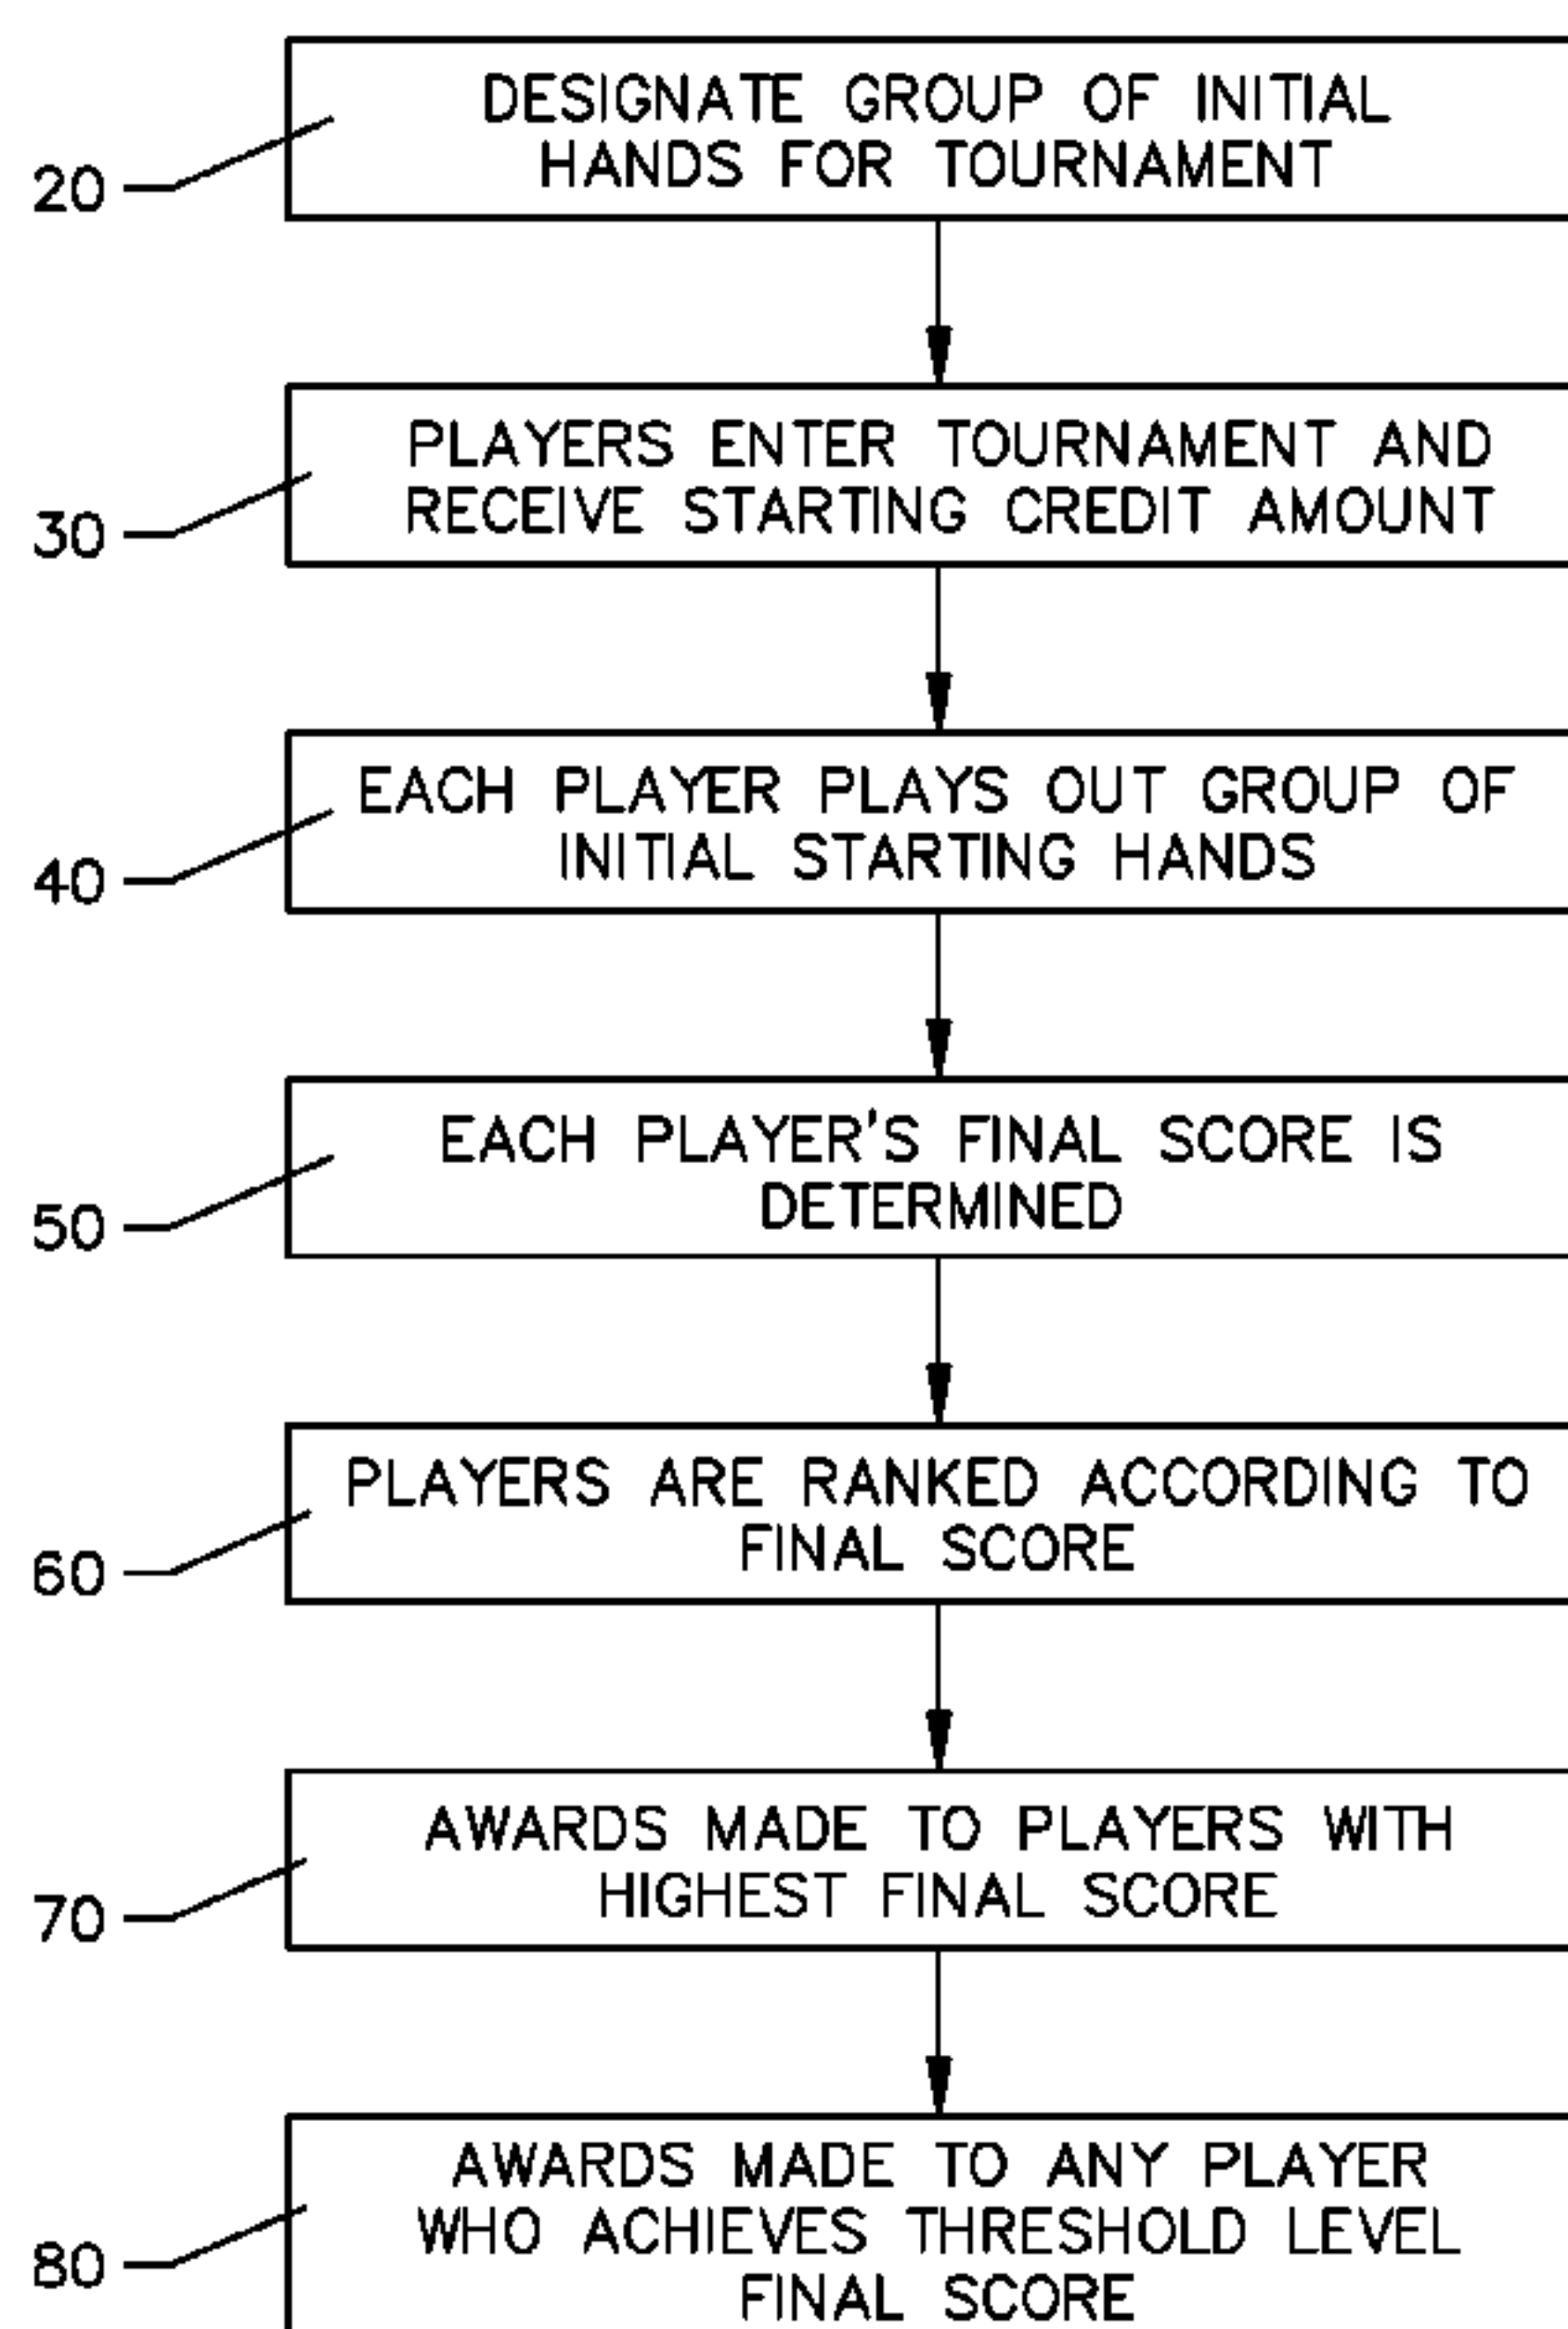 DESIGNATE GROUP OF INITIAL
HANDS FOR TOURNAMENT
20
PLAYERS ENTER TOURNAMENT AND
RECEIVE STARTING CREDIT AMOUNT
30
EACH PLAYER PLAYS OUT GROUP OF
INITIAL STARTING HANDS
40
EACH PLAYER'S FINAL SCORE IS
DETERMINED
50
PLAYERS ARE RANKED ACCORDING TO
FINAL SCORE
60
AWARDS MADE TO PLAYERS WITH
HIGHEST FINAL SCORE
70
AWARDS MADE TO ANY PLAYER
WHO ACHIEVES THRESHOLD LEVEL
FINAL SCORE
80